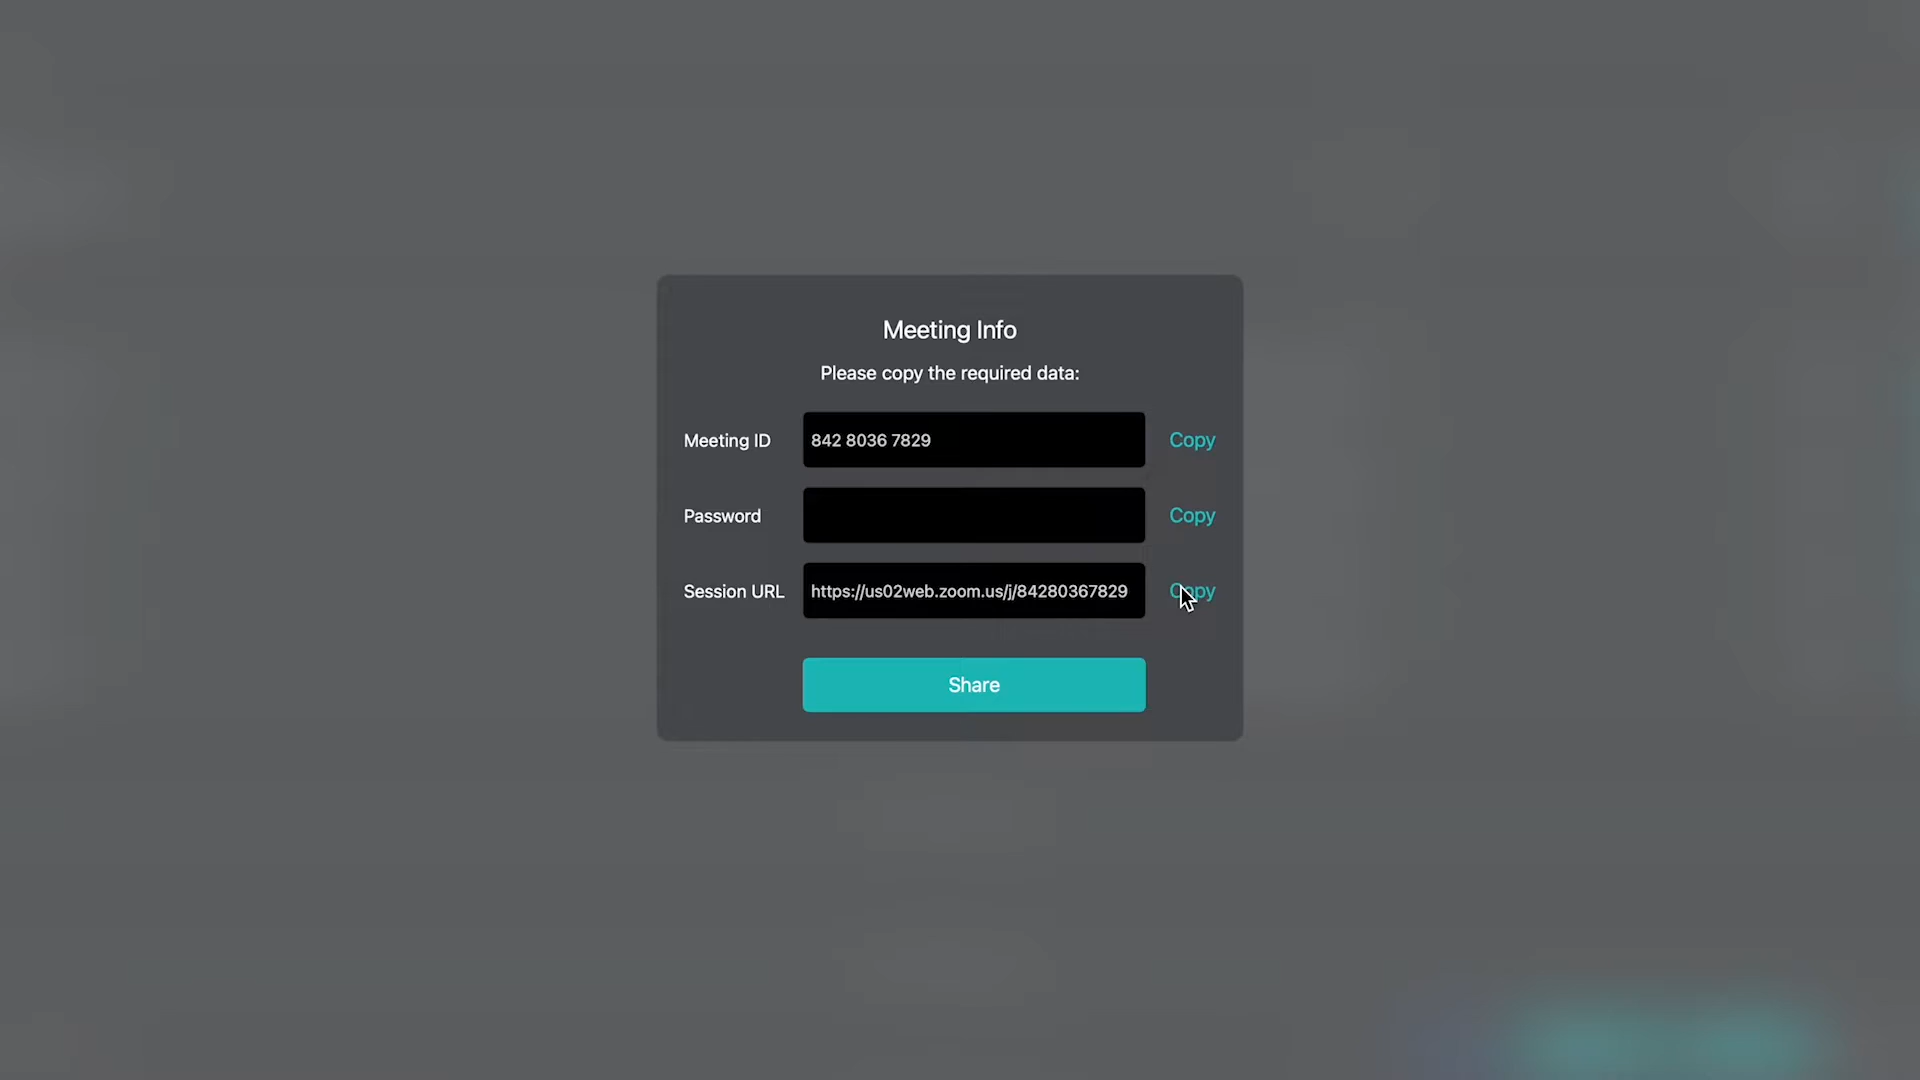 Meeting Info
Please copy the required data:
Meeting ID 842 8036 7829 Copy
Password Copy
Session URL https://us02web.zoom.us/j/84280367829 Copy
Share